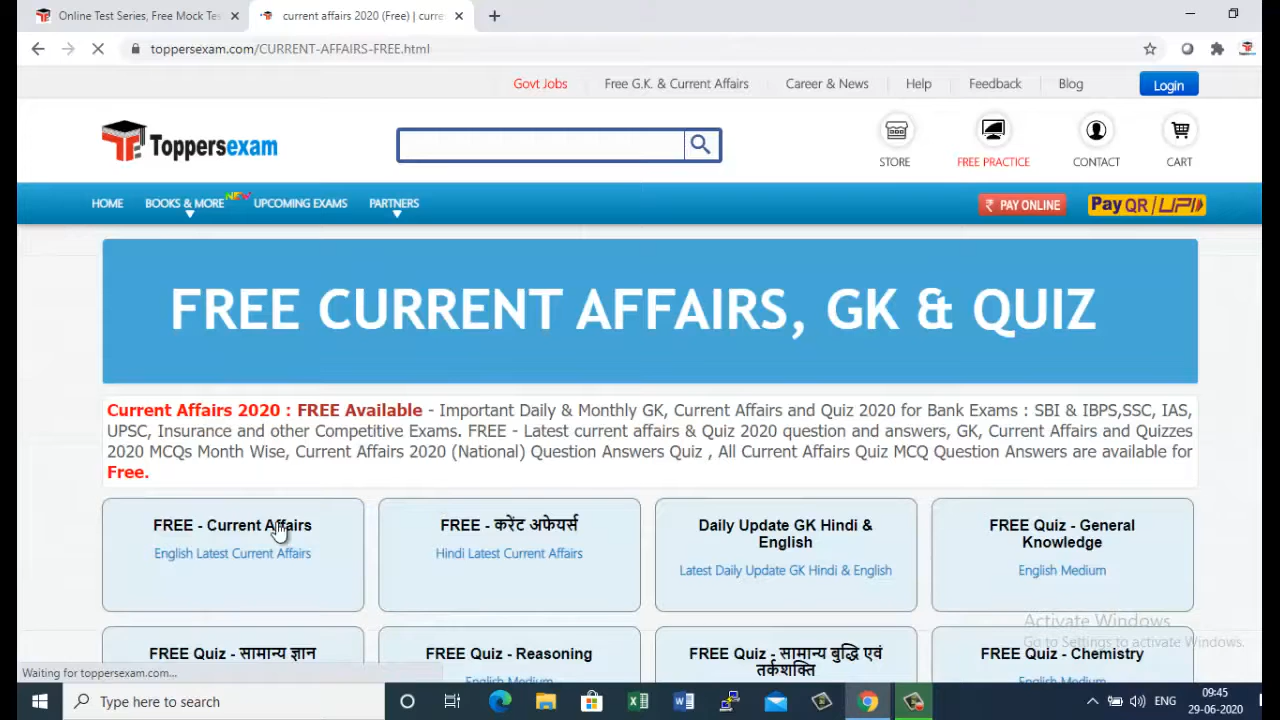 Online Test Series, Free Mock Te
current affairs 2020 (Free) | curre
toppersexam.com/CURRENT-AFFAIRS-FREE.html
Govt Jobs Free G.K. & Current Affairs Career & News Help Feedback Blog Login
Toppersexam
STORE FREE PRACTICE CONTACT CART
HOME BOOKS & MORE NEW UPCOMING EXAMS PARTNERS ₹ PAY ONLINE Pay QR / UPI
FREE CURRENT AFFAIRS, GK & QUIZ
Current Affairs 2020 : FREE Available - Important Daily & Monthly GK, Current Affairs and Quiz 2020 for Bank Exams : SBI & IBPS,SSC, IAS,
UPSC, Insurance and other Competitive Exams. FREE - Latest current affairs & Quiz 2020 question and answers, GK, Current Affairs and Quizzes
2020 MCQs Month Wise, Current Affairs 2020 (National) Question Answers Quiz , All Current Affairs Quiz MCQ Question Answers are available for
Free.
FREE - Current Affairs
English Latest Current Affairs
FREE - करेंट अफेयर्स
Hindi Latest Current Affairs
Daily Update GK Hindi &
English
Latest Daily Update GK Hindi & English
FREE Quiz - General
Knowledge
English Medium
FREE Quiz - सामान्य ज्ञान
FREE Quiz - Reasoning
English Medium
FREE Quiz - सामान्य बुद्धि एवं
तर्कशक्ति
FREE Quiz - Chemistry
English Medium
Activate Windows
Go to Settings to activate Windows.
Waiting for toppersexam.com...
Type here to search
ENG
09:45
29-06-2020